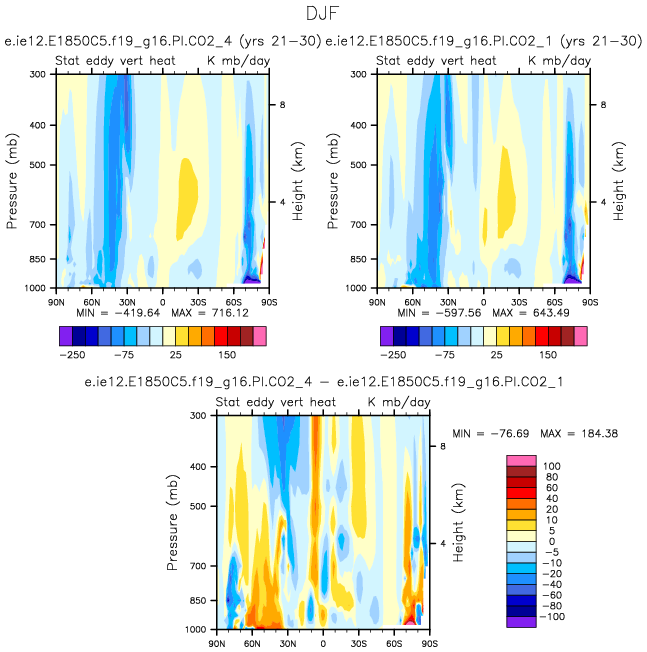 DJF
e.ie12.E1850C5.f19_g16.PI.CO2_4 (yrs 21-30) e.ie12.E1850C5.f19_g16.PI.CO2_1 (yrs 21-30)
Stat eddy vert heat K mb/day
Stat eddy vert heat K mb/day
300
400
500
700
850
1000
Pressure (mb)
8
4
Height (km)
90N 60N 30N 0 30S 60S 90S
MIN = -419.64 MAX = 716.12
-250 -75 25 150
300
400
500
700
850
1000
Pressure (mb)
8
4
Height (km)
90N 60N 30N 0 30S 60S 90S
MIN = -597.56 MAX = 643.49
-250 -75 25 150
e.ie12.E1850C5.f19_g16.PI.CO2_4 - e.ie12.E1850C5.f19_g16.PI.CO2_1
Stat eddy vert heat K mb/day
300
400
500
700
850
1000
Pressure (mb)
8
4
Height (km)
90N 60N 30N 0 30S 60S 90S
MIN = -76.69 MAX = 184.38
100
80
60
40
20
10
5
0
-5
-10
-20
-40
-60
-80
-100